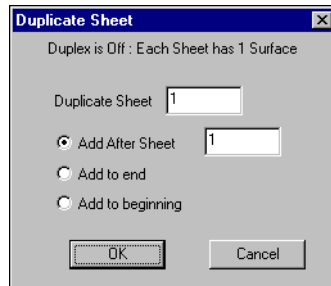 Duplicate Sheet
Duplex is Off : Each Sheet has 1 Surface
Duplicate Sheet 1
Add After Sheet 1
Add to end
Add to beginning
OK Cancel